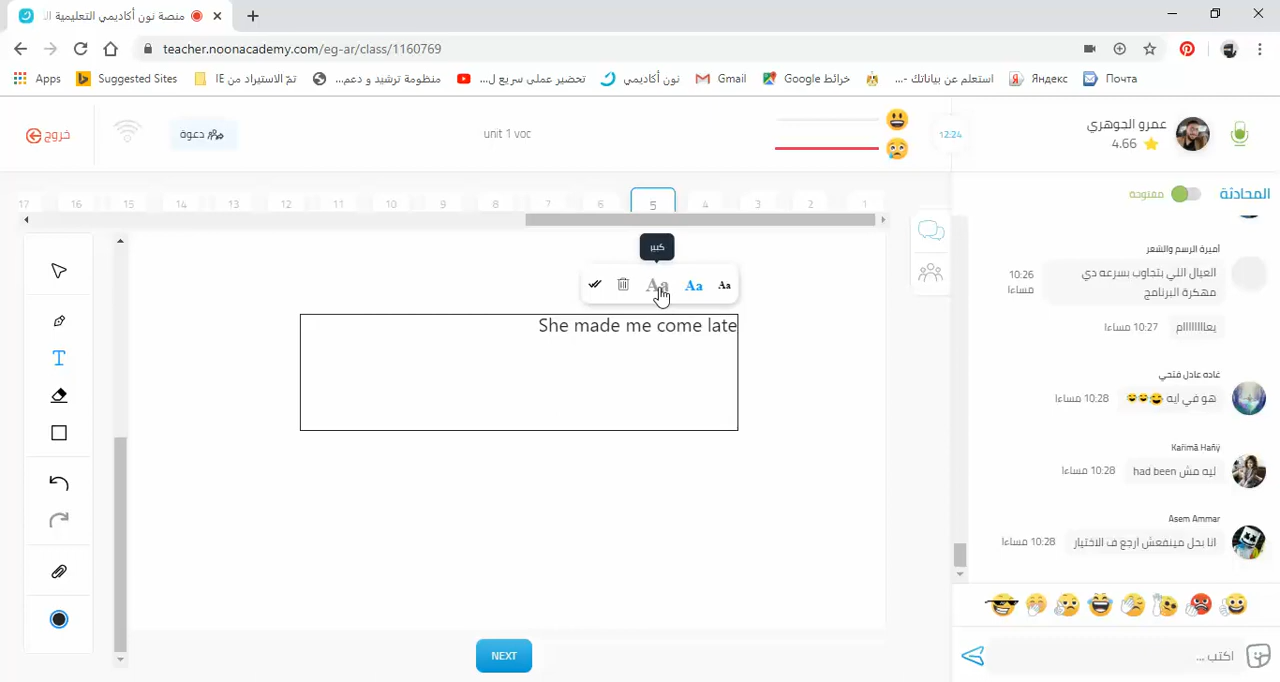 منصة نون أكاديمي التعليمية ال
teacher.noonacademy.com/eg-ar/class/1160769
Apps
Suggested Sites
تمّ الاستيراد من IE
منظومة ترشيد و دعم...
تحضير عملى سريع ل...
نون أكاديمي
Gmail
خرائط Google
استعلم عن بياناتك -...
Яндекс
Почта
خروج
دعوة
unit 1 voc
12:24
عمرو الجوهري
4.66
17 16 15 14 13 12 11 10 9 8 7 6 5 4 3 2 1
المحادثة
مفتوحة
كبير
Aa Aa Aa
She made me come late
أميرة الرسم والشعر
العيال اللي بتجاوب بسرعه دي
مهكرة البرنامج
10:26 مساءا
يعااااااااام
10:27 مساءا
غاده عادل فتحي
هو في ايه
10:28 مساءا
Karimã Hañÿ
ليه مش had been
10:28 مساءا
Asem Ammar
انا بحل مينفعش ارجع ف الاختيار
10:28 مساءا
NEXT
اكتب ...